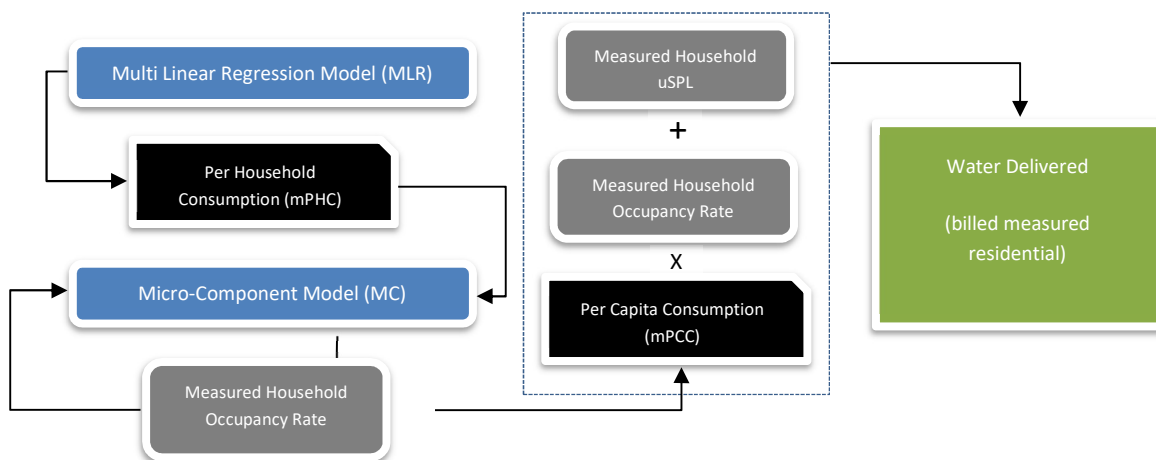 Multi Linear Regression Model (MLR)
Per Household
Consumption (mPHC)
Micro-Component Model (MC)
Measured Household
Occupancy Rate
Measured Household
uSPL
+
Measured Household
Occupancy Rate
X
Per Capita Consumption
(mPCC)
Water Delivered
(billed measured
residential)